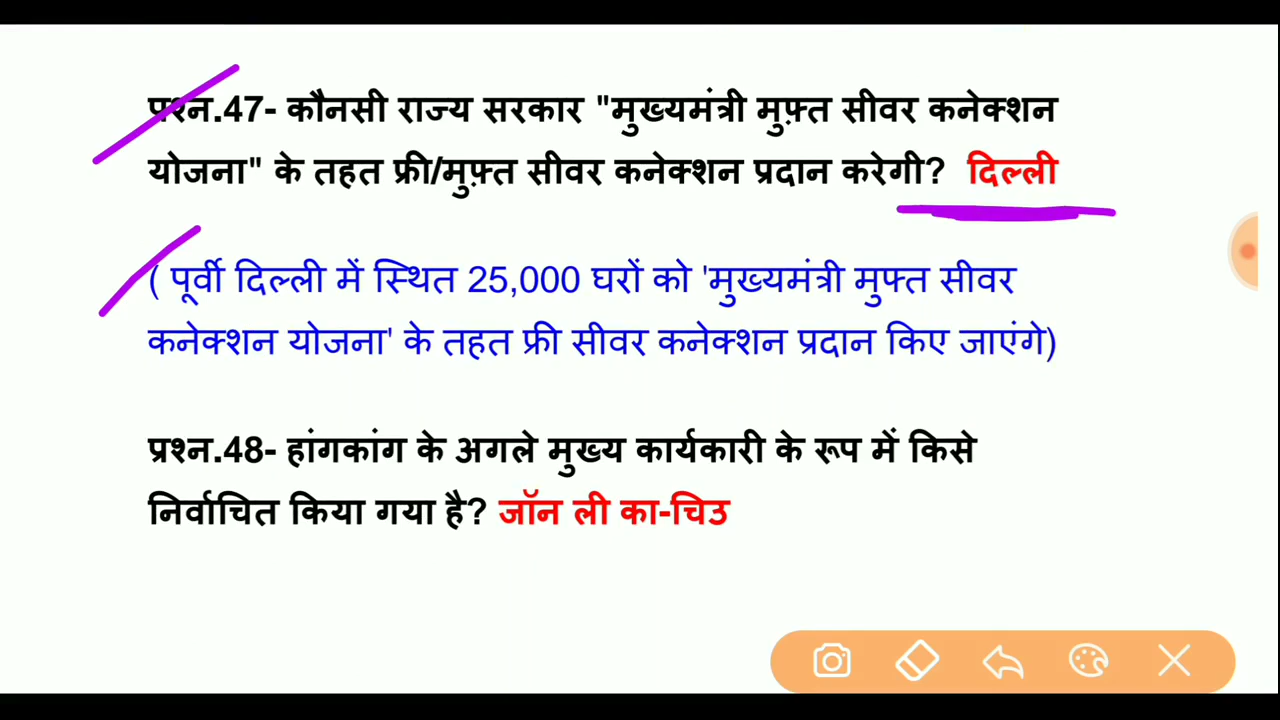 प्रश्न.47- कौनसी राज्य सरकार "मुख्यमंत्री मुफ़्त सीवर कनेक्शन
योजना" के तहत फ्री/मुफ़्त सीवर कनेक्शन प्रदान करेगी? दिल्ली
( पूर्वी दिल्ली में स्थित 25,000 घरों को 'मुख्यमंत्री मुफ्त सीवर
कनेक्शन योजना' के तहत फ्री सीवर कनेक्शन प्रदान किए जाएंगे)
प्रश्न.48- हांगकांग के अगले मुख्य कार्यकारी के रूप में किसे
निर्वाचित किया गया है? जॉन ली का-चिउ